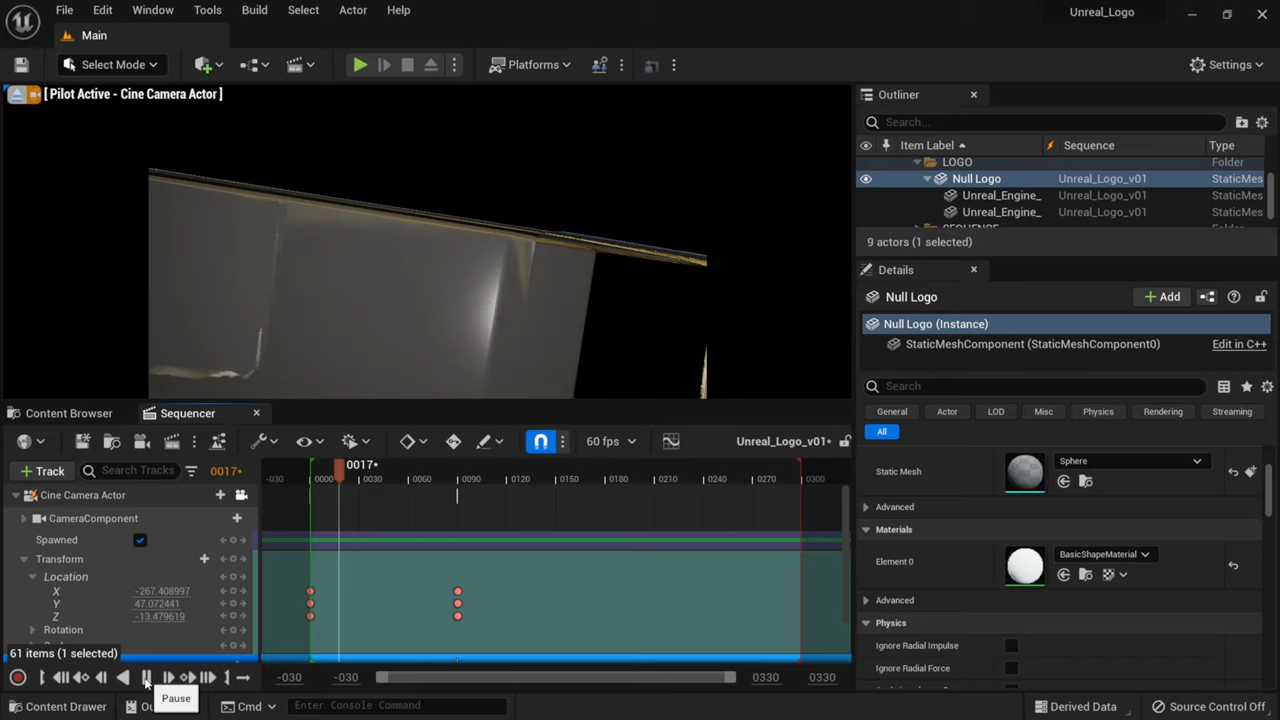 File Edit Window Tools Build Select Actor Help
Unreal_Logo
Main
Select Mode
Platforms
Settings
[ Pilot Active - Cine Camera Actor ]
Outliner
Search...
Item Label
Sequence
Type
LOGO
Folder
Null Logo
Unreal_Logo_v01
StaticMes
Unreal_Engine_
Unreal_Logo_v01
StaticMes
Unreal_Engine_
Unreal_Logo_v01
StaticMes
9 actors (1 selected)
Details
Null Logo
Add
Null Logo (Instance)
StaticMeshComponent (StaticMeshComponent0)
Edit in C++
Search
General
Actor
LOD
Misc
Physics
Rendering
Streaming
All
Static Mesh
Sphere
Advanced
Materials
Element 0
BasicShapeMaterial
Advanced
Physics
Ignore Radial Impulse
Ignore Radial Force
Content Browser
Sequencer
60 fps
Unreal_Logo_v01*
Track
Search Tracks
0017*
0017*
-030
0000
0030
0060
0090
0120
0150
0180
0210
0240
0270
0300
Cine Camera Actor
CameraComponent
Spawned
Transform
Location
X -267.408997
Y 47.072441
Z -13.479619
Rotation
61 items (1 selected)
-030
-030
0330
0330
Pause
Content Drawer
Cmd
Enter Console Command
Derived Data
Source Control Off